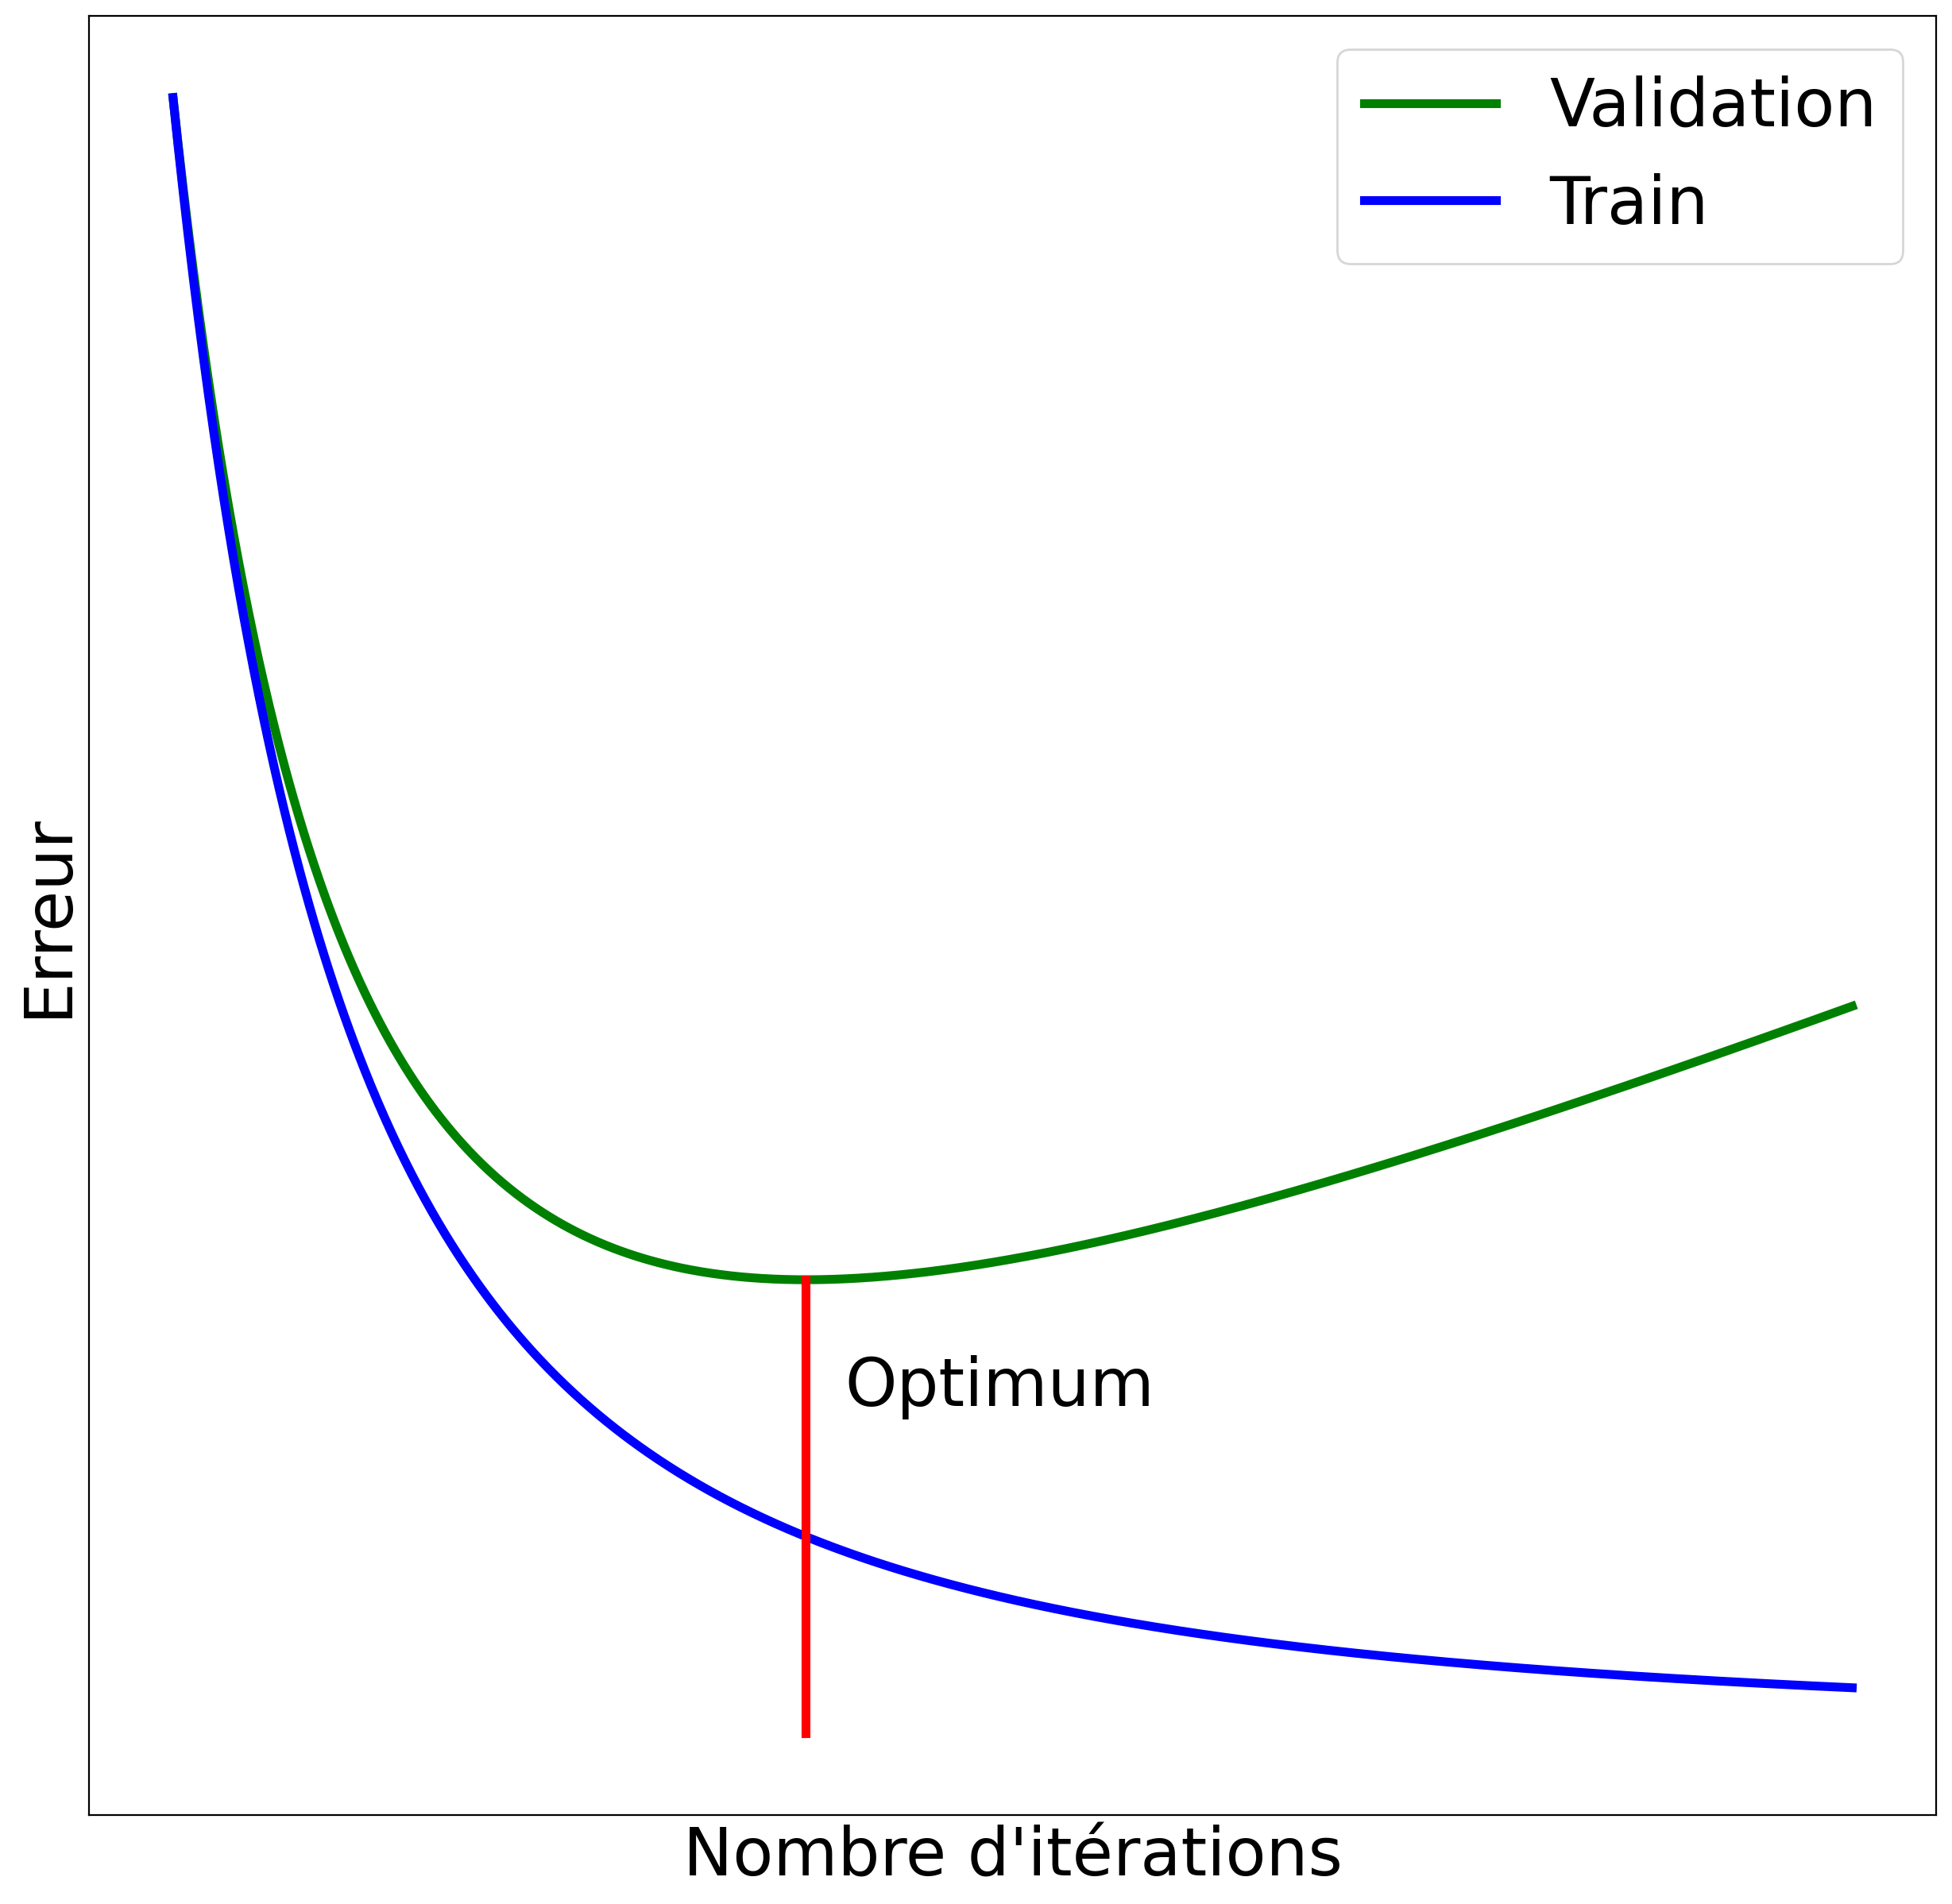 Validation
Train
Erreur
Optimum
Nombre d'itérations